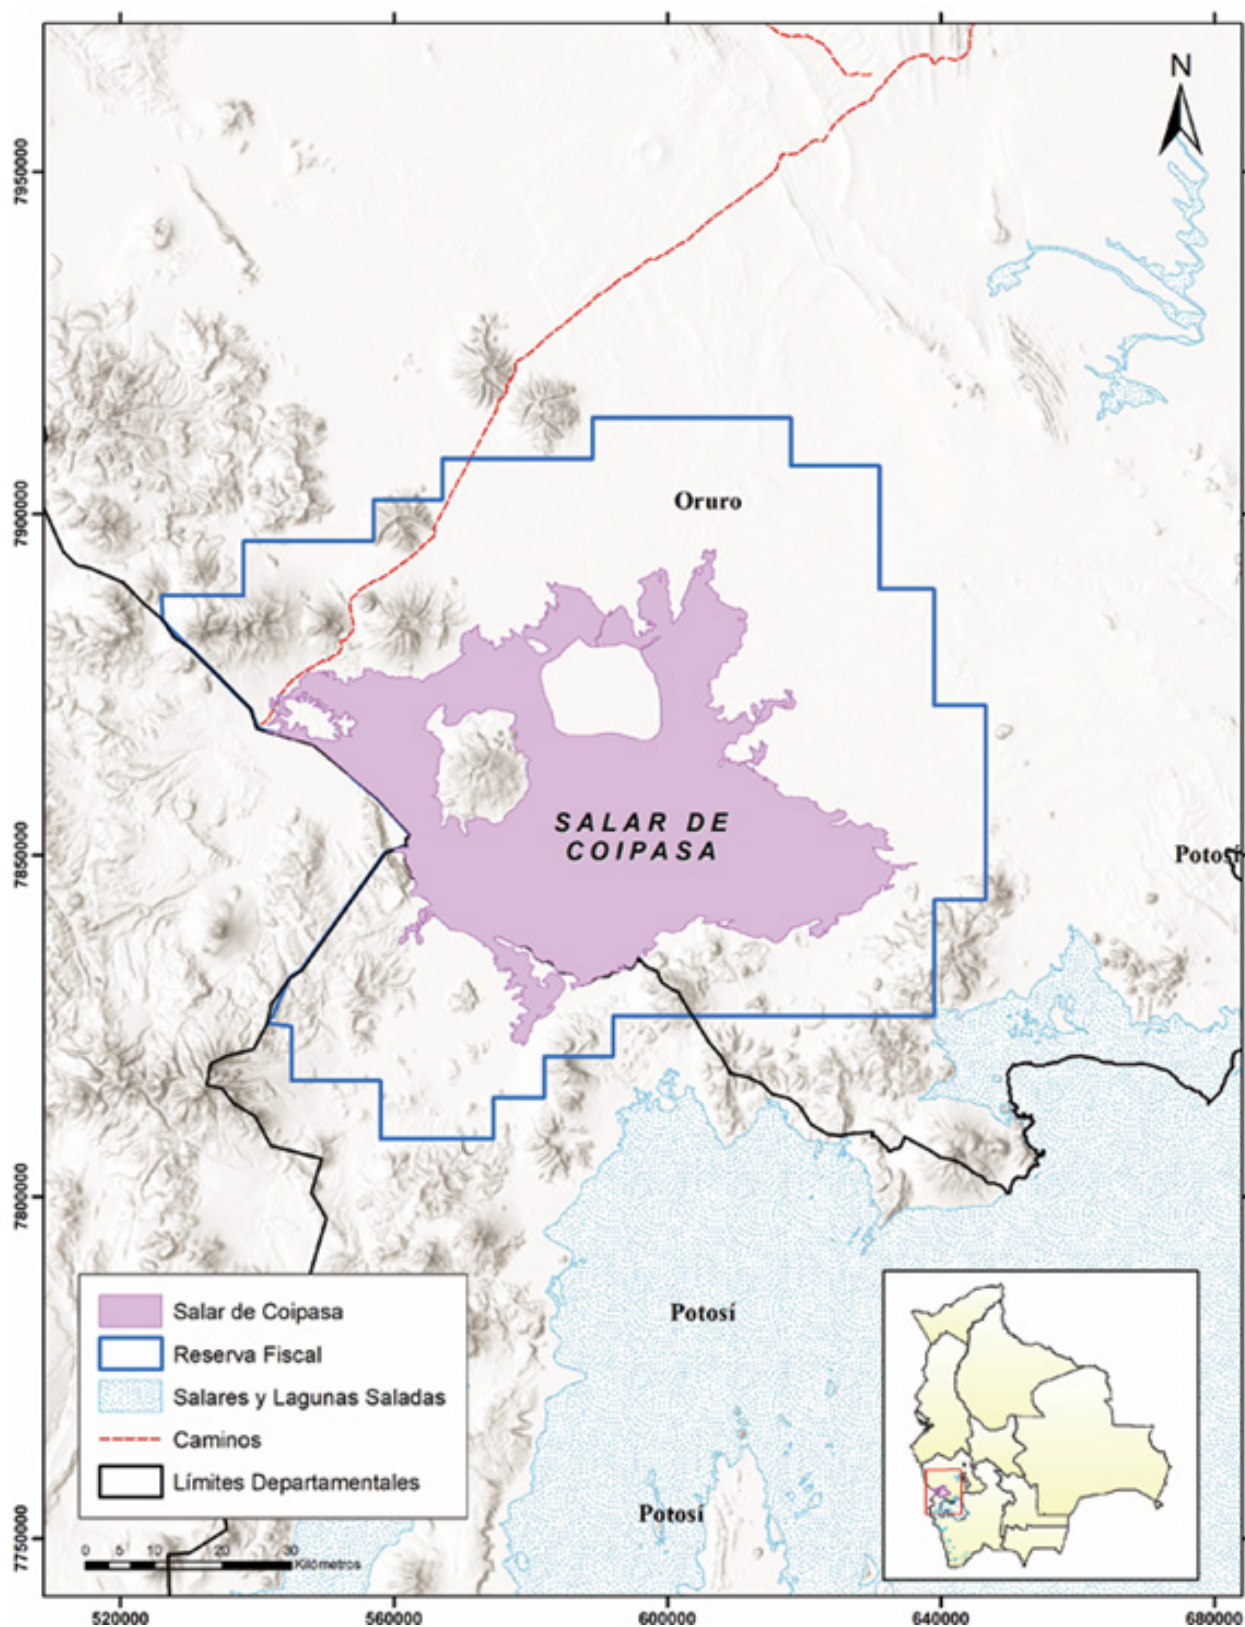 N
7950000
7900000
7850000
7800000
7750000
Oruro
SALAR DE
COIPASA
Potosí
Potosí
Potosí
Salar de Coipasa
Reserva Fiscal
Salares y Lagunas Saladas
Caminos
Límites Departamentales
0 5 10 20 30
Kilómetros
520000 560000 600000 640000 680000